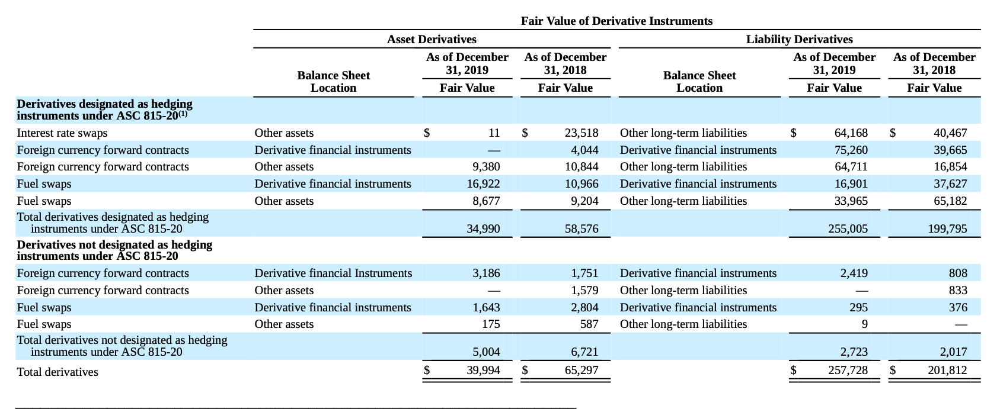 Fair Value of Derivative Instruments
Asset Derivatives Liability Derivatives
As of December As of December As of December As of December
31, 2019 31, 2018 31, 2019 31, 2018
Balance Sheet Balance Sheet
Location Fair Value Fair Value Location Fair Value Fair Value
Derivatives designated as hedging
instruments under ASC 815-20(1)
Interest rate swaps Other assets $ 11 $ 23,518 Other long-term liabilities $ 64,168 $ 40,467
Foreign currency forward contracts Derivative financial instruments — 4,044 Derivative financial instruments 75,260 39,665
Foreign currency forward contracts Other assets 9,380 10,844 Other long-term liabilities 64,711 16,854
Fuel swaps Derivative financial instruments 16,922 10,966 Derivative financial instruments 16,901 37,627
Fuel swaps Other assets 8,677 9,204 Other long-term liabilities 33,965 65,182
Total derivatives designated as hedging
instruments under ASC 815-20 34,990 58,576 255,005 199,795
Derivatives not designated as hedging
instruments under ASC 815-20
Foreign currency forward contracts Derivative financial Instruments 3,186 1,751 Derivative financial instruments 2,419 808
Foreign currency forward contracts Other assets — 1,579 Other long-term liabilities — 833
Fuel swaps Derivative financial instruments 1,643 2,804 Derivative financial instruments 295 376
Fuel swaps Other assets 175 587 Other long-term liabilities 9 —
Total derivatives not designated as hedging
instruments under ASC 815-20 5,004 6,721 2,723 2,017
Total derivatives $ 39,994 $ 65,297 $ 257,728 $ 201,812